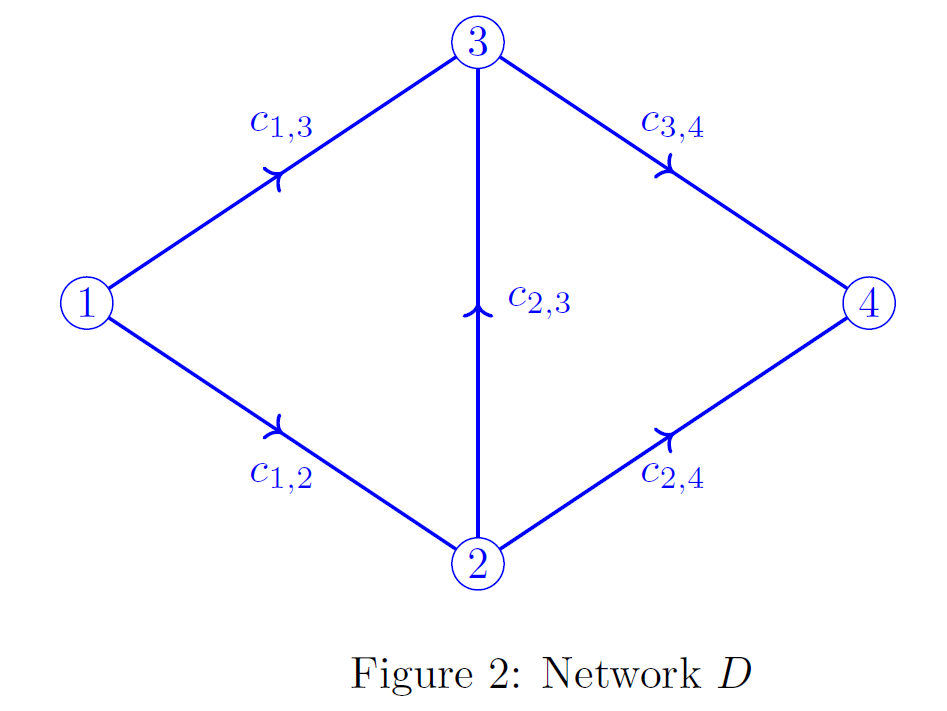 3
c1,3
c3,4
1
c2,3
4
c1,2
c2,4
2
Figure 2: Network D